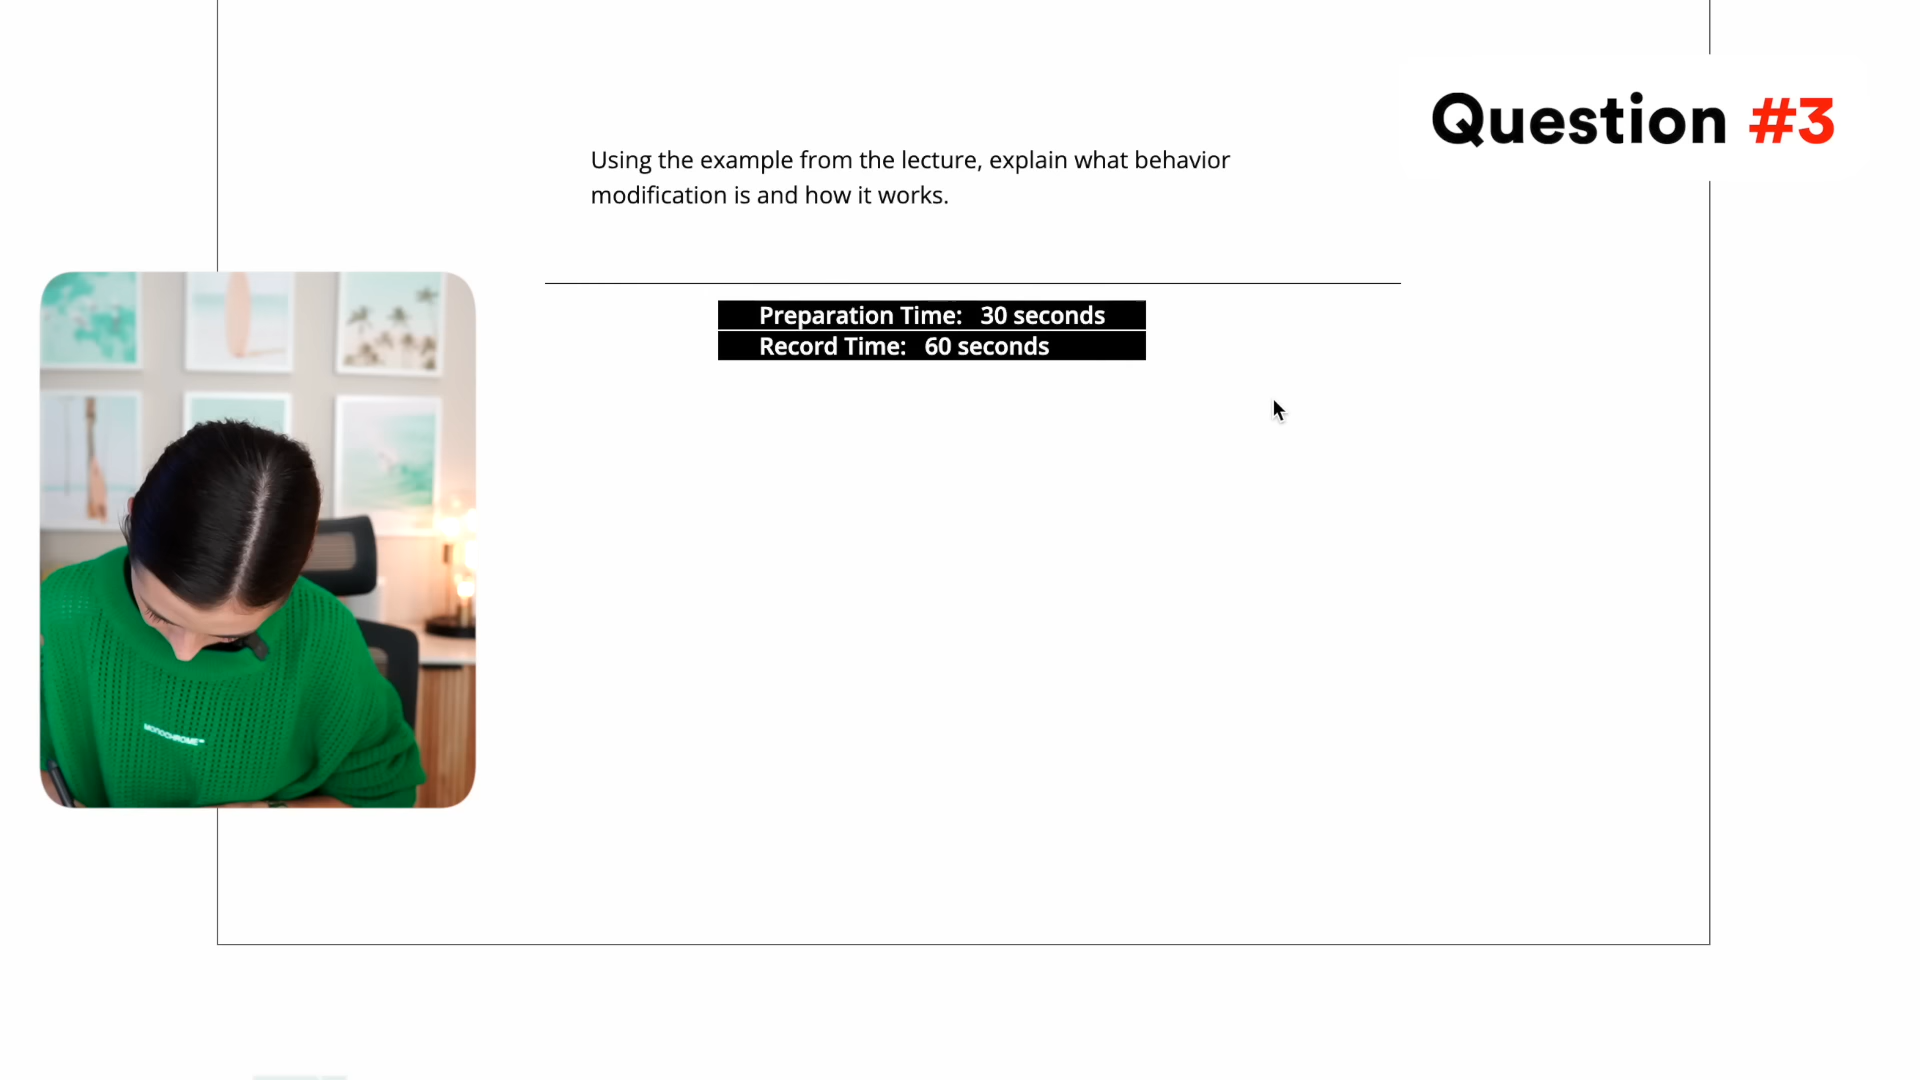 Question #3
Using the example from the lecture, explain what behavior
modification is and how it works.
Preparation Time: 30 seconds
Record Time: 60 seconds
MONOCHROME™